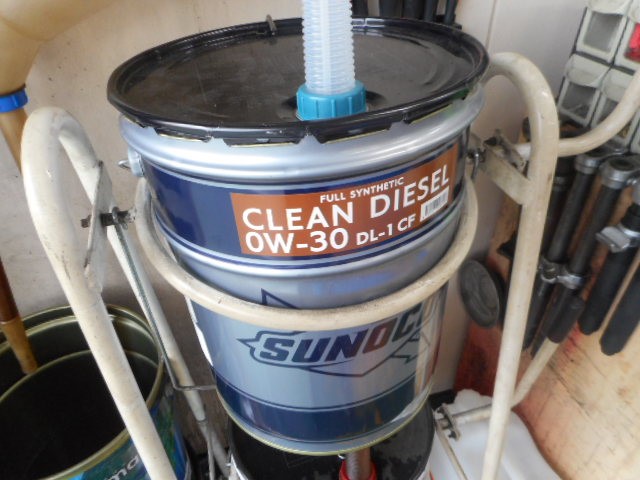 FULL SYNTHETIC
CLEAN DIESEL
0W-30 DL-1 CF
SUNOCO